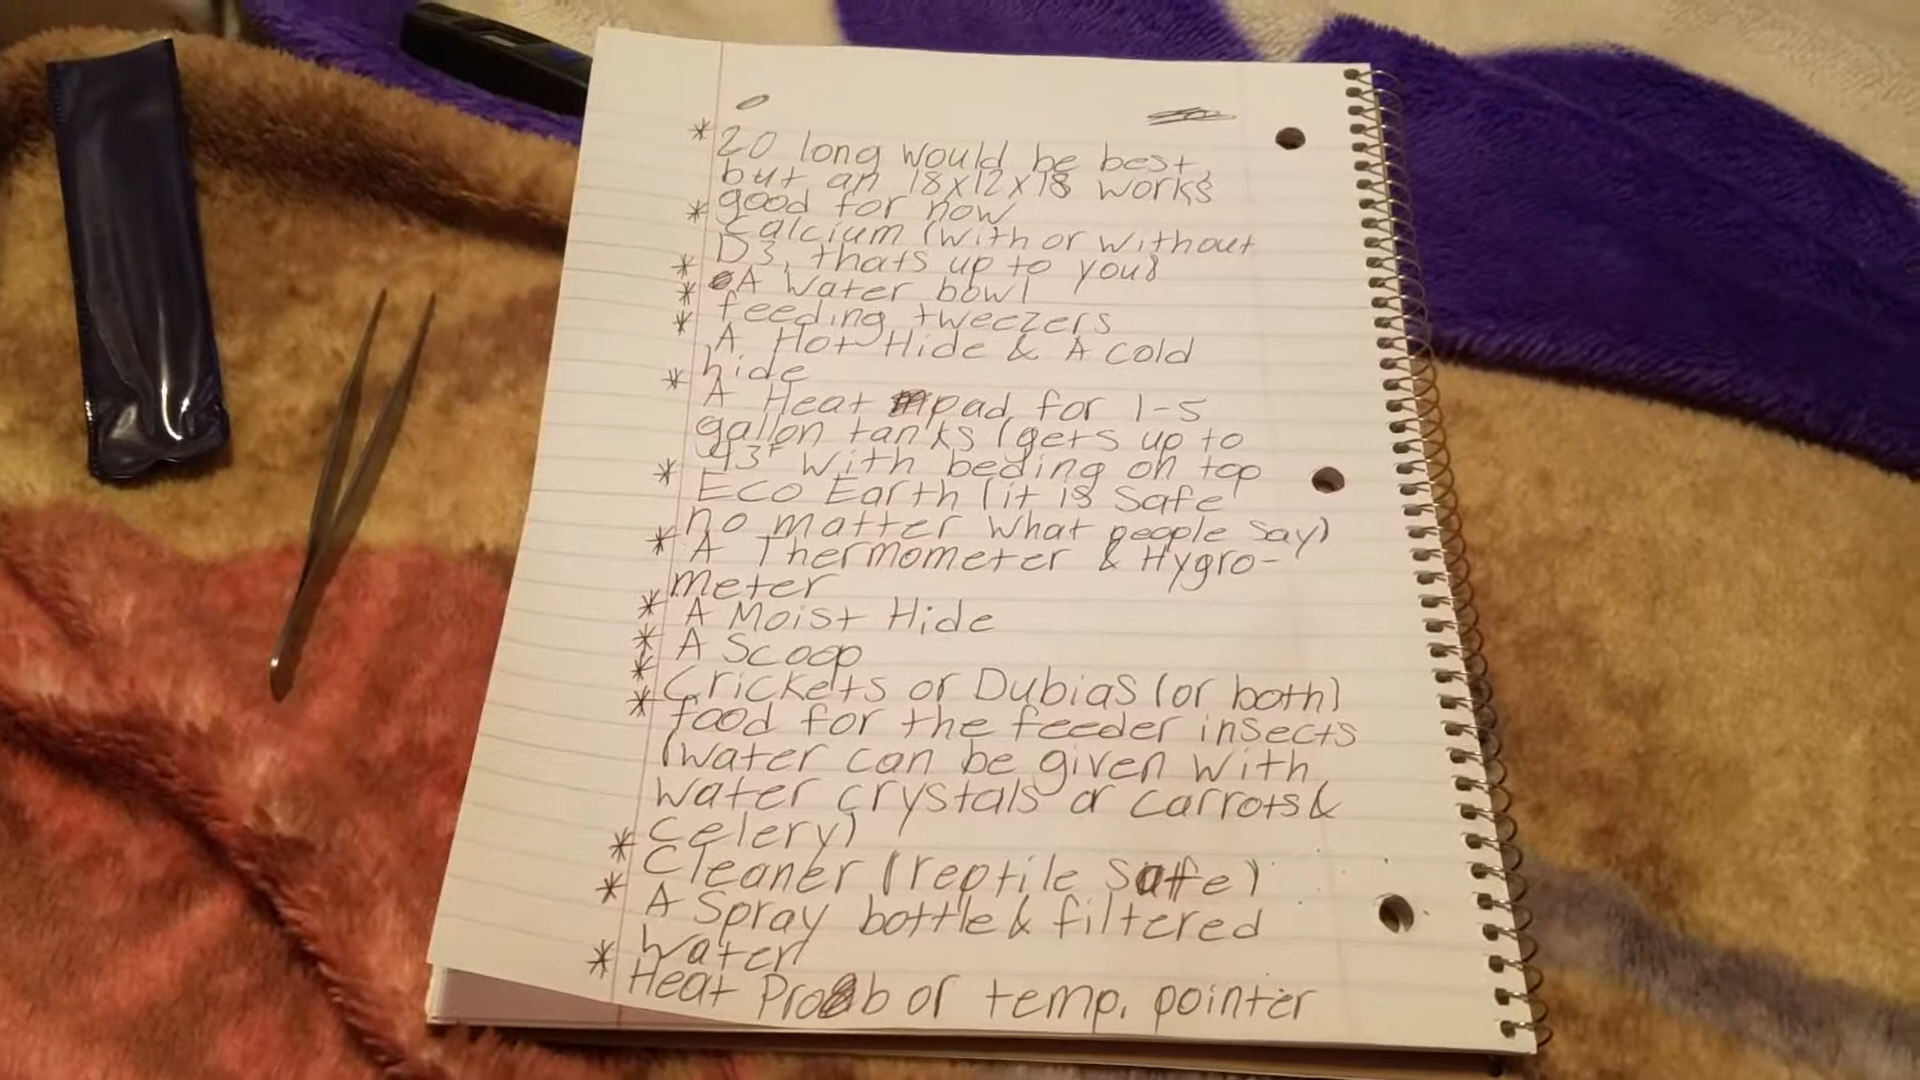 * 20 long would be best,
but an 18x12x18 works
good for now
* Calcium (with or without
D3, thats up to you)
* A Water bowl
* feeding tweezers
* A Hot Hide & A cold
hide
* A Heat pad for 1-5
gallon tanks (gets up to
93F with beding on top
* Eco Earth (it is safe
no matter what people say)
* A Thermometer & Hygro-
meter
* A Moist Hide
* A Scoop
* Crickets or Dubias (or both)
* food for the feeder insects
(water can be given with
water crystals or carrots &
celery)
* Cleaner (reptile safe)
* A Spray bottle & filtered
water
* Heat Prob or temp. pointer